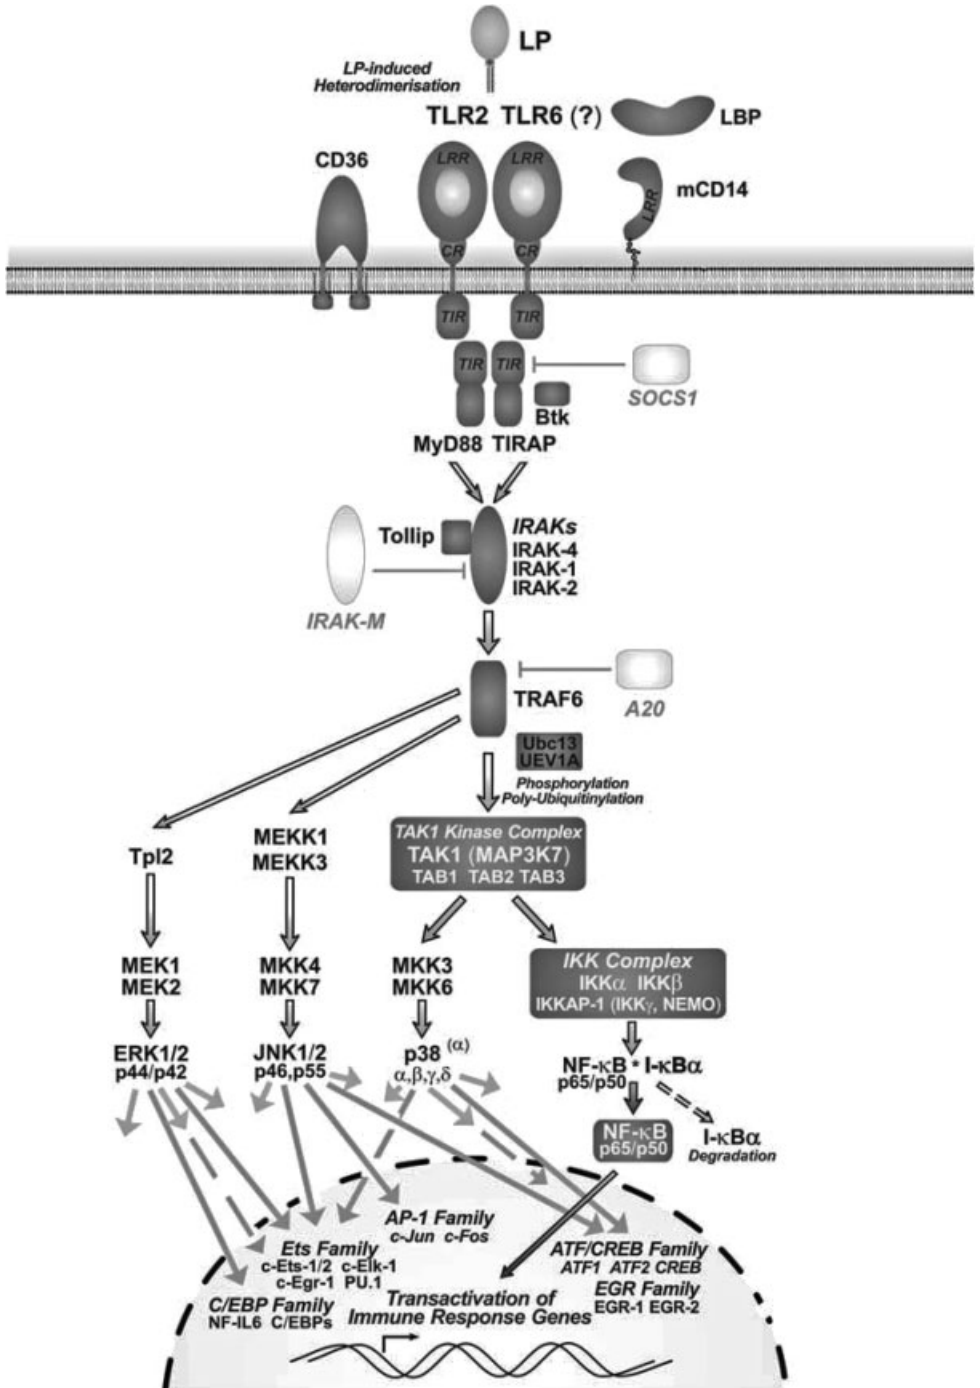 LP
LP-induced
Heterodimerisation
TLR2 TLR6 (?)
LBP
CD36
LRR LRR
mCD14
LRR
CR CR
TIR TIR
TIR TIR
SOCS1
Btk
MyD88 TIRAP
Tollip
IRAKs
IRAK-4
IRAK-1
IRAK-2
IRAK-M
TRAF6
A20
Ubc13
UEV1A
Phosphorylation
Poly-Ubiquitinylation
Tpl2
MEKK1
MEKK3
TAK1 Kinase Complex
TAK1 (MAP3K7)
TAB1 TAB2 TAB3
MEK1
MEK2
MKK4
MKK7
MKK3
MKK6
IKK Complex
IKKα IKKβ
IKKAP-1 (IKKγ, NEMO)
ERK1/2
p44/p42
JNK1/2
p46,p55
p38 (α)
α,β,γ,δ
NF-κB • I-κBα
p65/p50
NF-κB
p65/p50
I-κBα
Degradation
AP-1 Family
c-Jun c-Fos
Ets Family
c-Ets-1/2 c-Elk-1
c-Egr-1 PU.1
ATF/CREB Family
ATF1 ATF2 CREB
EGR Family
EGR-1 EGR-2
C/EBP Family
NF-IL6 C/EBPs
Transactivation of
Immune Response Genes